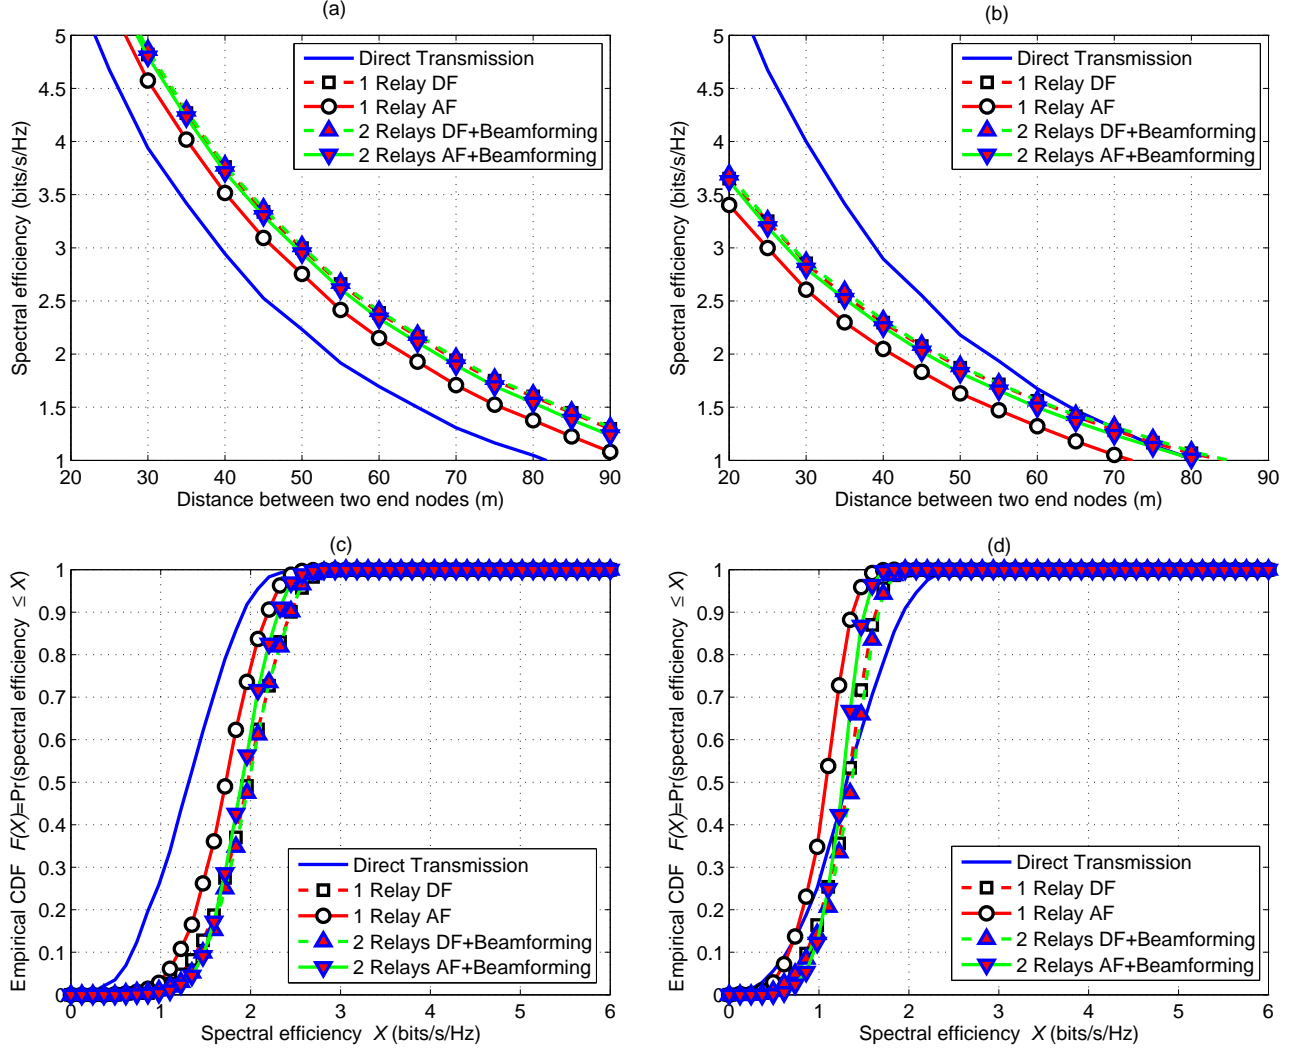 (a)
5
4.5
4
3.5
3
2.5
2
1.5
1
Spectral efficiency (bits/s/Hz)
Direct Transmission
1 Relay DF
1 Relay AF
2 Relays DF+Beamforming
2 Relays AF+Beamforming
20 30 40 50 60 70 80 90
Distance between two end nodes (m)
(b)
5
4.5
4
3.5
3
2.5
2
1.5
1
Spectral efficiency (bits/s/Hz)
Direct Transmission
1 Relay DF
1 Relay AF
2 Relays DF+Beamforming
2 Relays AF+Beamforming
20 30 40 50 60 70 80 90
Distance between two end nodes (m)
(c)
1
0.9
0.8
0.7
0.6
0.5
0.4
0.3
0.2
0.1
0
Empirical CDF F(X)=Pr(spectral efficiency ≤ X)
Direct Transmission
1 Relay DF
1 Relay AF
2 Relays DF+Beamforming
2 Relays AF+Beamforming
0 1 2 3 4 5 6
Spectral efficiency X (bits/s/Hz)
(d)
1
0.9
0.8
0.7
0.6
0.5
0.4
0.3
0.2
0.1
0
Empirical CDF F(X)=Pr(spectral efficiency ≤ X)
Direct Transmission
1 Relay DF
1 Relay AF
2 Relays DF+Beamforming
2 Relays AF+Beamforming
0 1 2 3 4 5 6
Spectral efficiency X (bits/s/Hz)